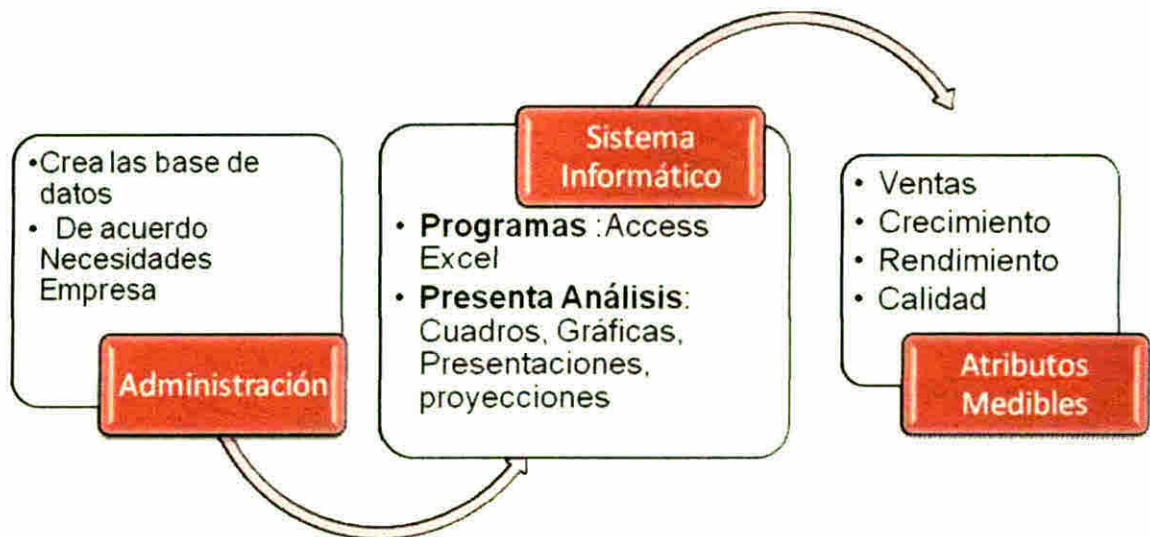 •Crea las base de
datos
• De acuerdo
Necesidades
Empresa
Administración
Sistema
Informático
• Programas :Access
Excel
• Presenta Análisis:
Cuadros, Gráficas,
Presentaciones,
proyecciones
• Ventas
• Crecimiento
• Rendimiento
• Calidad
Atributos
Medibles